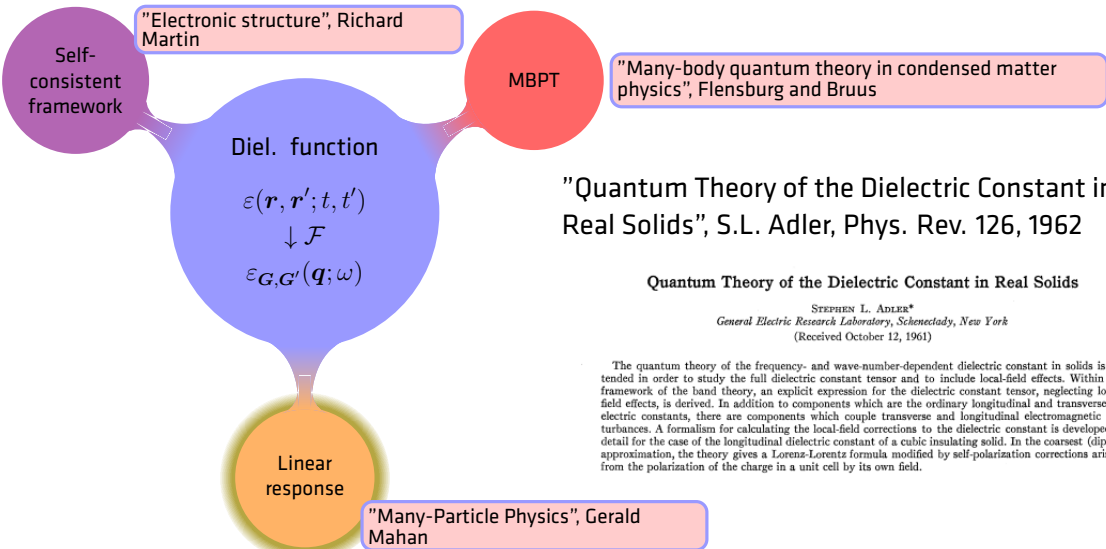 "Electronic structure", Richard
Martin
Self-
consistent
framework
MBPT
"Many-body quantum theory in condensed matter
physics", Flensburg and Bruus
Diel. function
ε(r, r′; t, t′)
↓ ℱ
ε_{G,G′}(q; ω)
"Quantum Theory of the Dielectric Constant in
Real Solids", S.L. Adler, Phys. Rev. 126, 1962
Quantum Theory of the Dielectric Constant in Real Solids
STEPHEN L. ADLER*
General Electric Research Laboratory, Schenectady, New York
(Received October 12, 1961)
The quantum theory of the frequency- and wave-number-dependent dielectric constant in solids is
tended in order to study the full dielectric constant tensor and to include local-field effects. Within
framework of the band theory, an explicit expression for the dielectric constant tensor, neglecting lo
field effects, is derived. In addition to components which are the ordinary longitudinal and transverse
electric constants, there are components which couple transverse and longitudinal electromagnetic
turbances. A formalism for calculating the local-field corrections to the dielectric constant is develope
detail for the case of the longitudinal dielectric constant of a cubic insulating solid. In the coarsest (dip
approximation, the theory gives a Lorenz-Lorentz formula modified by self-polarization corrections ari
from the polarization of the charge in a unit cell by its own field.
Linear
response
"Many-Particle Physics", Gerald
Mahan